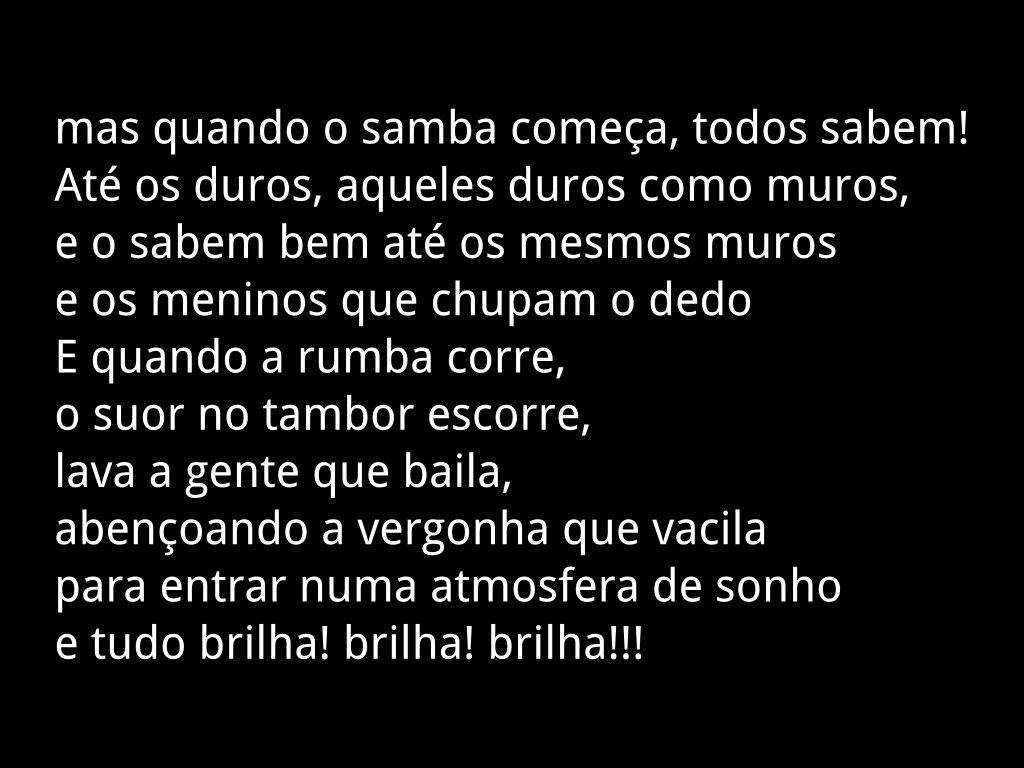 mas quando o samba começa, todos sabem!
Até os duros, aqueles duros como muros,
e o sabem bem até os mesmos muros
e os meninos que chupam o dedo
E quando a rumba corre,
o suor no tambor escorre,
lava a gente que baila,
abençoando a vergonha que vacila
para entrar numa atmosfera de sonho
e tudo brilha! brilha! brilha!!!